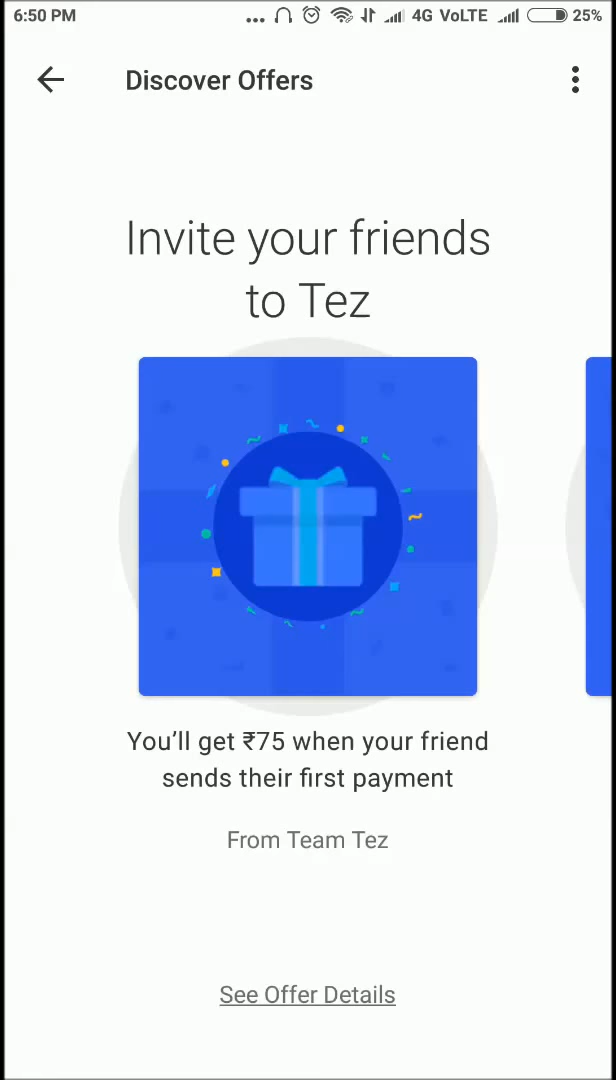 6:50 PM ... 4G VoLTE 25%
Discover Offers
Invite your friends
to Tez
You’ll get ₹75 when your friend
sends their first payment
From Team Tez
See Offer Details